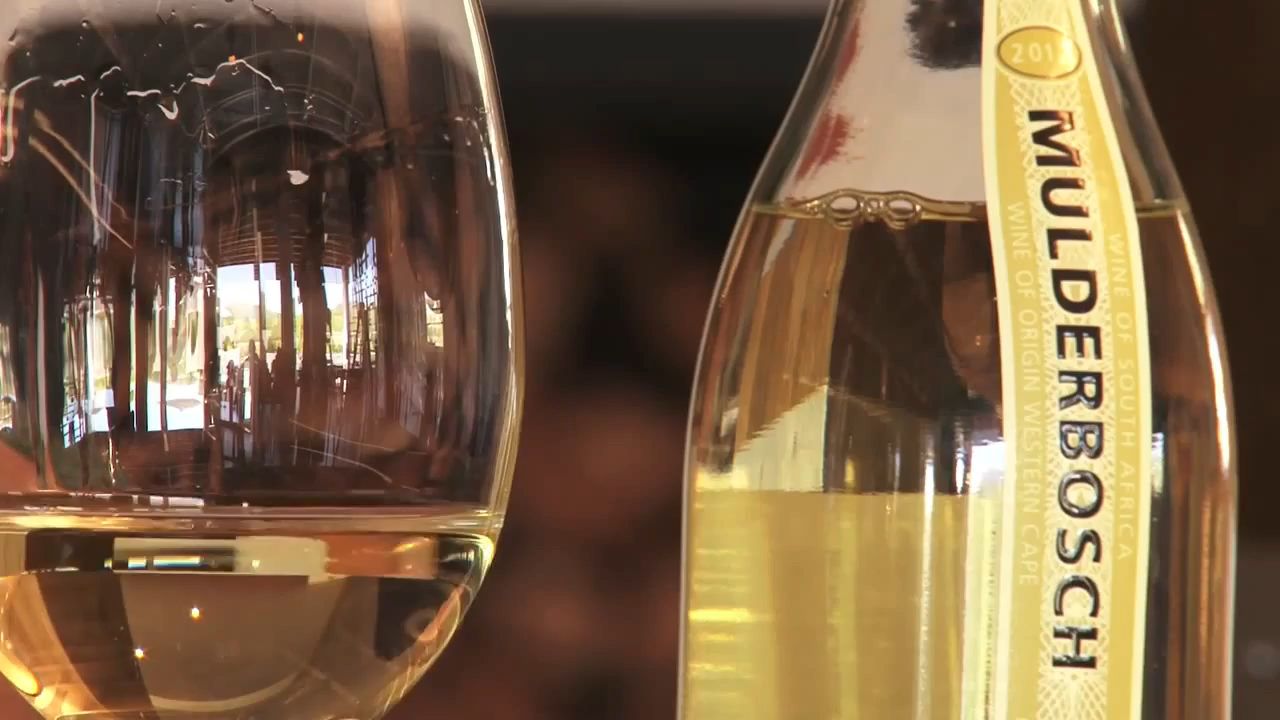 MULDERBOSCH
WINE OF SOUTH AFRICA
WINE OF ORIGIN WESTERN CAPE